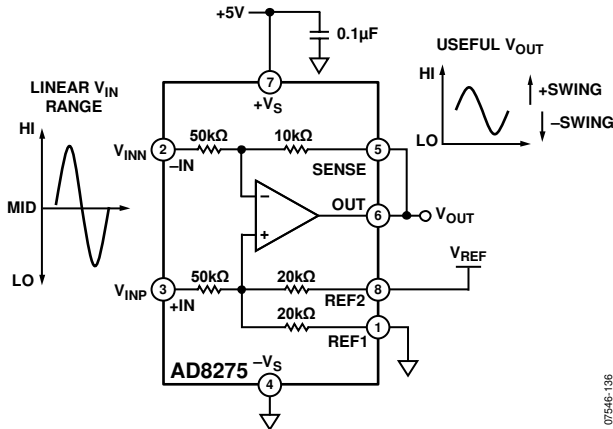 +5V
0.1µF
USEFUL VOUT
HI
LO
+SWING
–SWING
LINEAR VIN
RANGE
HI
MID
LO
7
+VS
50kΩ
10kΩ
VINN
2
–IN
5
SENSE
–
OUT
6
VOUT
+
VREF
50kΩ
20kΩ
VINP
3
+IN
8
REF2
20kΩ
1
REF1
AD8275
–VS
4
07546-136